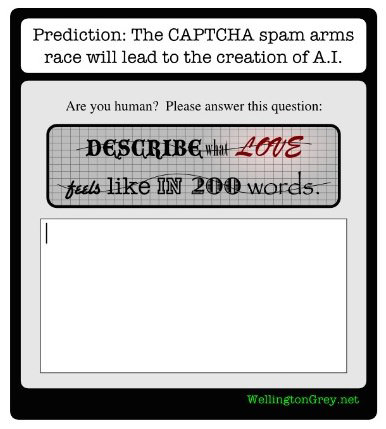 Prediction: The CAPTCHA spam arms
race will lead to the creation of A.I.
Are you human? Please answer this question:
DESCRIBE what LOVE
feels like IN 200 words.
WellingtonGrey.net